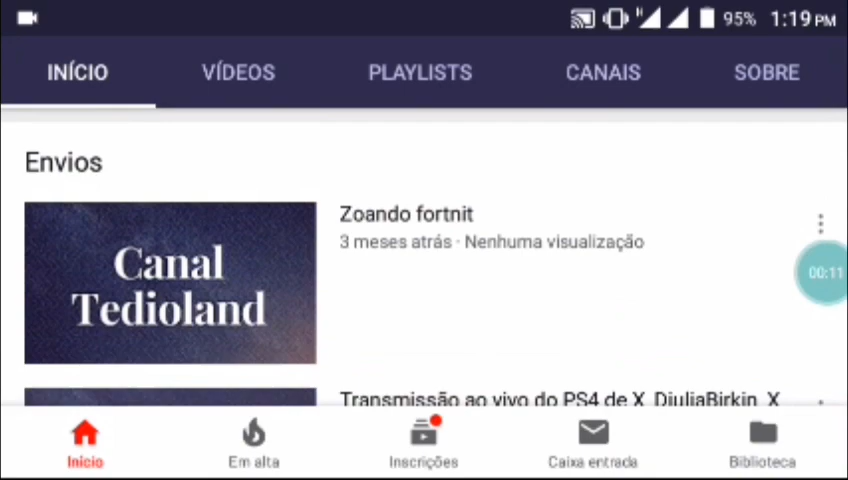 95% 1:19 PM
INÍCIO VÍDEOS PLAYLISTS CANAIS SOBRE
Envios
Canal
Tedioland
Zoando fortnit
3 meses atrás · Nenhuma visualização
00:11
Transmissão ao vivo do PS4 de X_DiuliaBirkin_X
Início Em alta Inscrições Caixa entrada Biblioteca